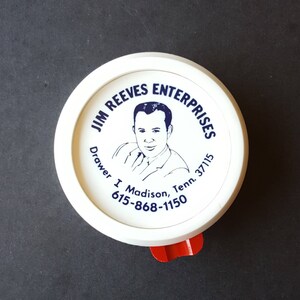 JIM REEVES ENTERPRISES
Drawer I Madison, Tenn. 37115
615-868-1150